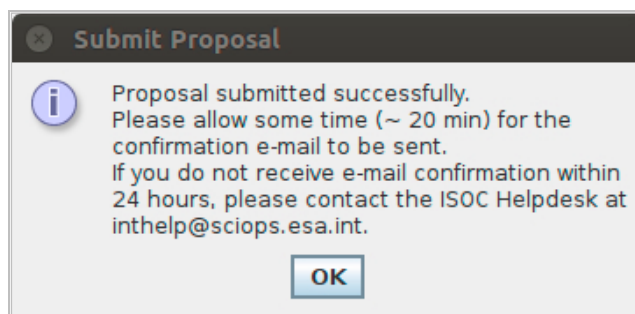 Submit Proposal
Proposal submitted successfully.
Please allow some time (~ 20 min) for the
confirmation e-mail to be sent.
If you do not receive e-mail confirmation within
24 hours, please contact the ISOC Helpdesk at
inthelp@sciops.esa.int.
OK